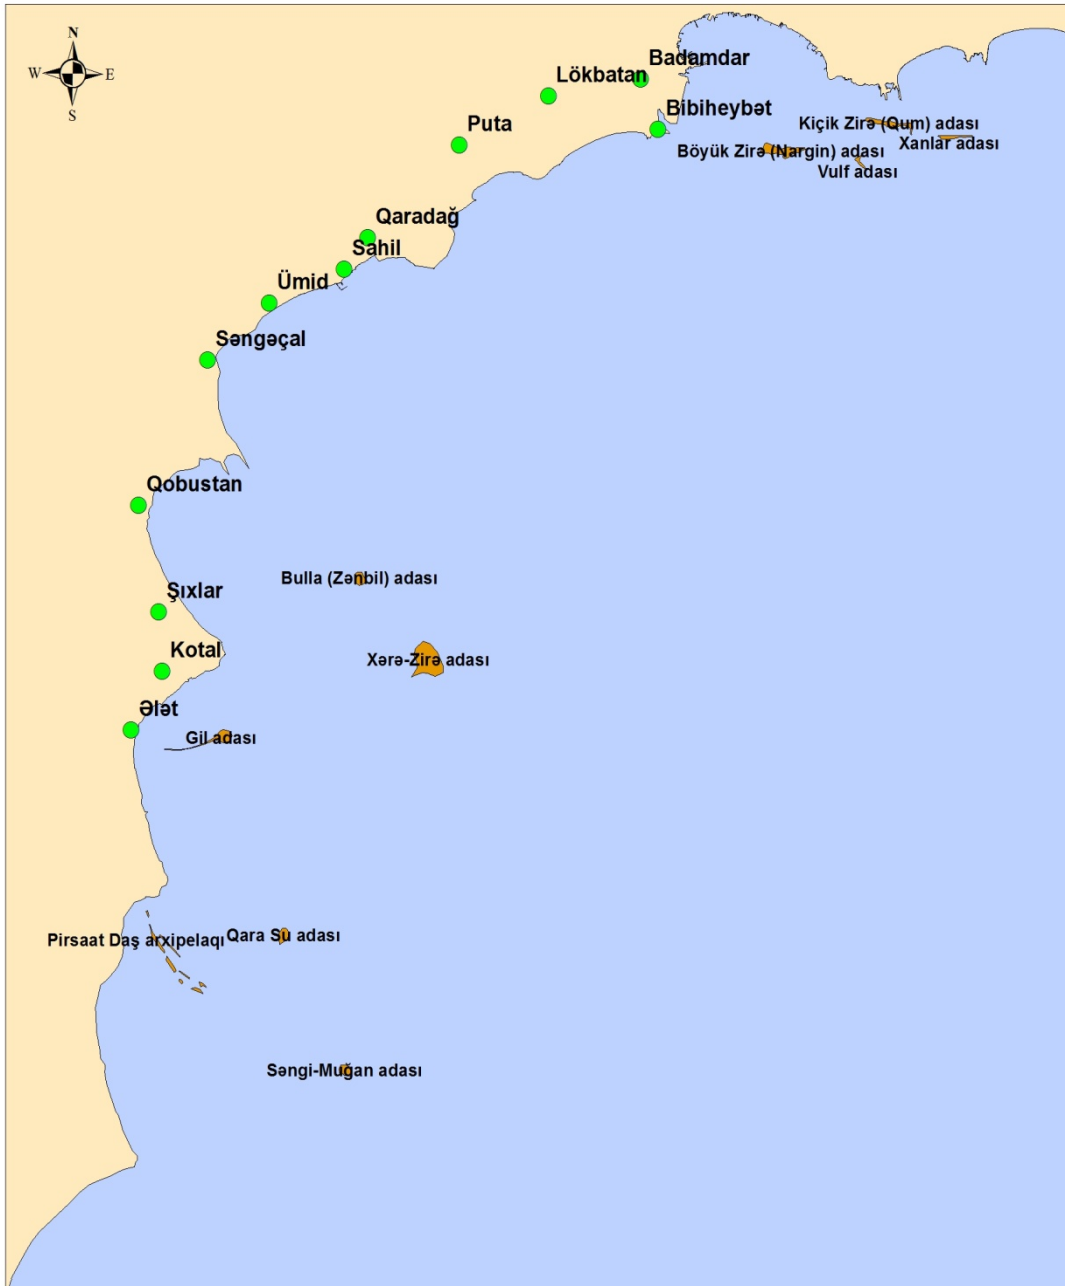 N
W E
S
Badamdar
Lökbatan
Bibiheybət
Puta
Kiçik Zirə (Qum) adası
Xanlar adası
Böyük Zirə (Nargin) adası
Vulf adası
Qaradağ
Sahil
Ümid
Səngəçal
Qobustan
Bulla (Zənbil) adası
Şıxlar
Kotal
Xərə-Zirə adası
Ələt
Gil adası
Pirsaat Daş arxipelaqı
Qara Su adası
Səngi-Muğan adası